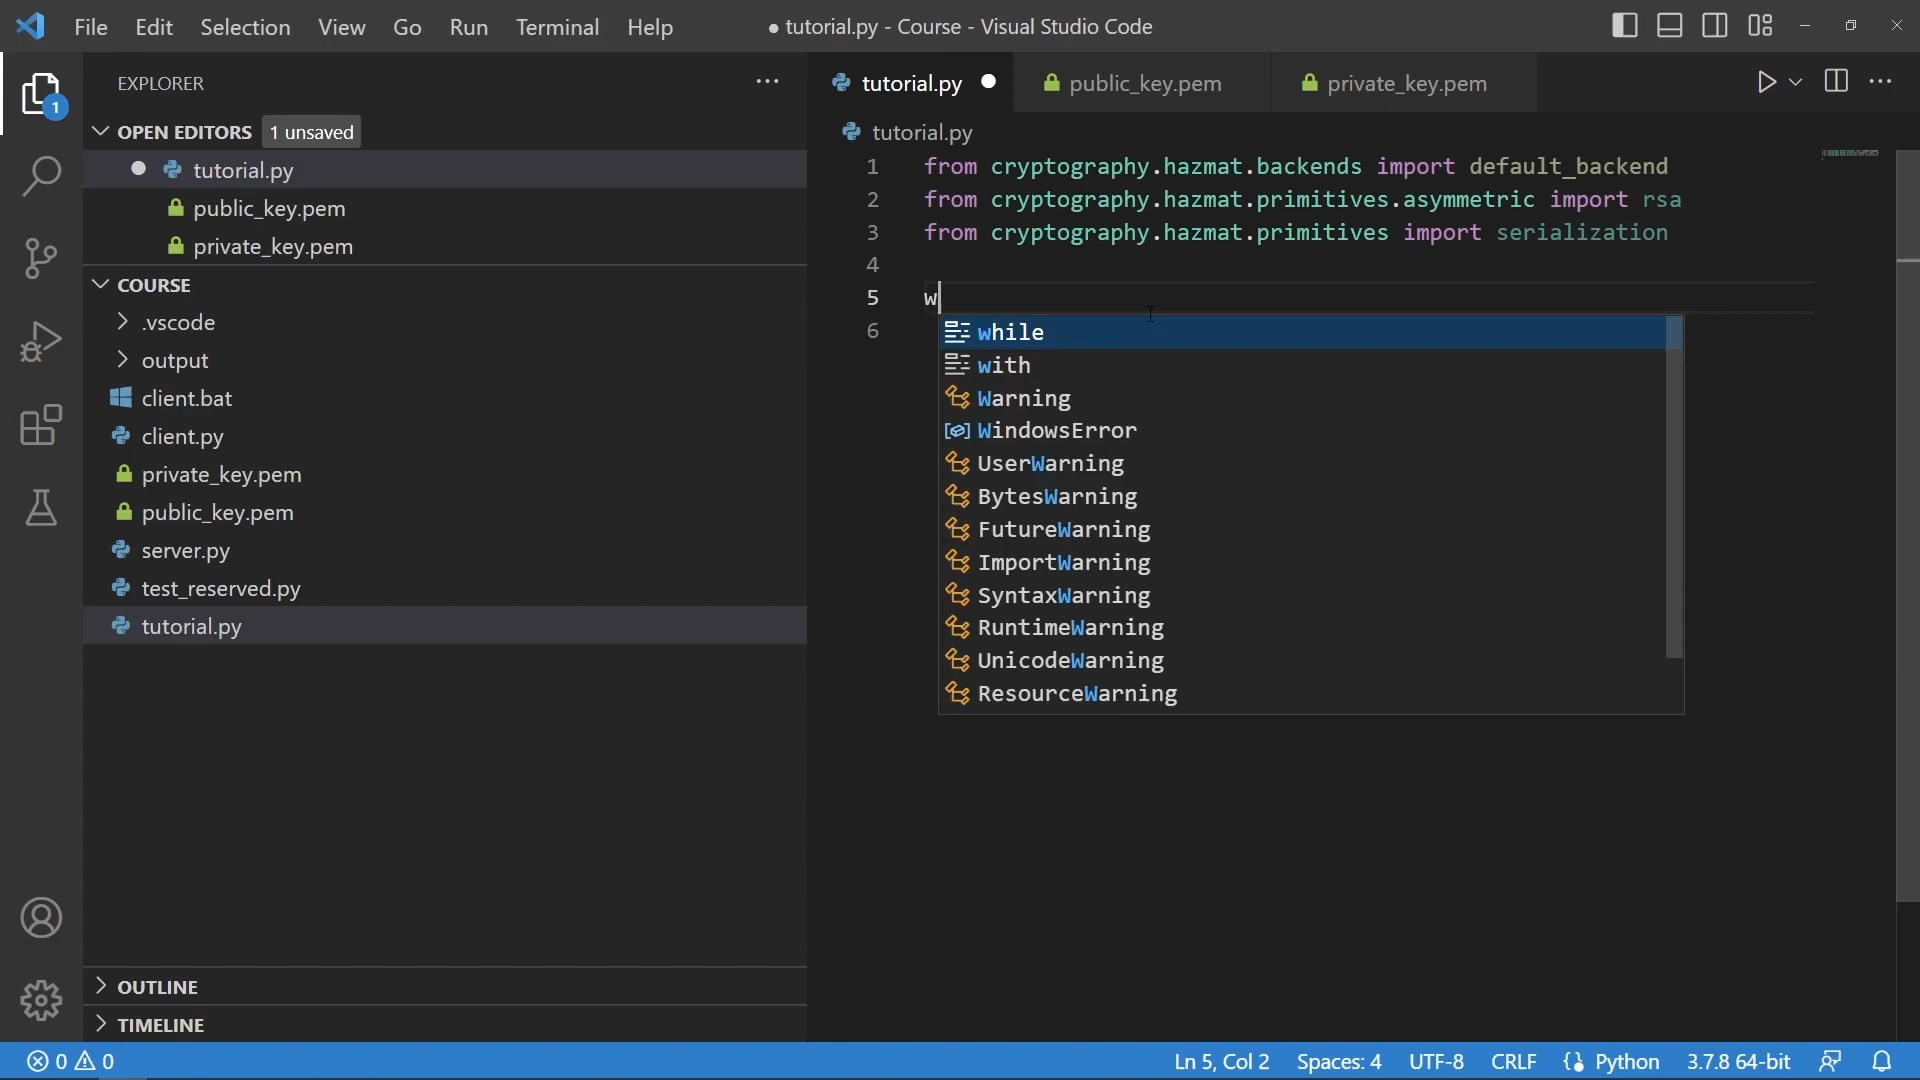 File Edit Selection View Go Run Terminal Help
● tutorial.py - Course - Visual Studio Code
EXPLORER
1
OPEN EDITORS 1 unsaved
tutorial.py
public_key.pem
private_key.pem
COURSE
.vscode
output
client.bat
client.py
private_key.pem
public_key.pem
server.py
test_reserved.py
tutorial.py
OUTLINE
TIMELINE
tutorial.py
public_key.pem
private_key.pem
tutorial.py
1 from cryptography.hazmat.backends import default_backend
2 from cryptography.hazmat.primitives.asymmetric import rsa
3 from cryptography.hazmat.primitives import serialization
4
5 w
6
while
with
Warning
WindowsError
UserWarning
BytesWarning
FutureWarning
ImportWarning
SyntaxWarning
RuntimeWarning
UnicodeWarning
ResourceWarning
0 0
Ln 5, Col 2 Spaces: 4 UTF-8 CRLF Python 3.7.8 64-bit